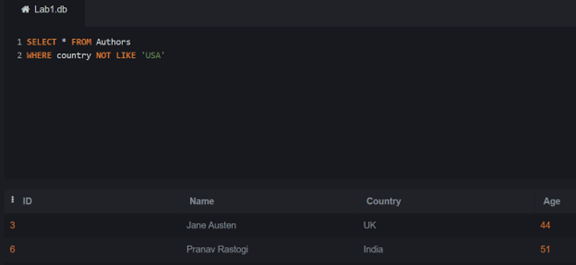 Lab1.db
1 SELECT * FROM Authors
2 WHERE country NOT LIKE 'USA'
ID Name Country Age
3 Jane Austen UK 44
6 Pranav Rastogi India 51